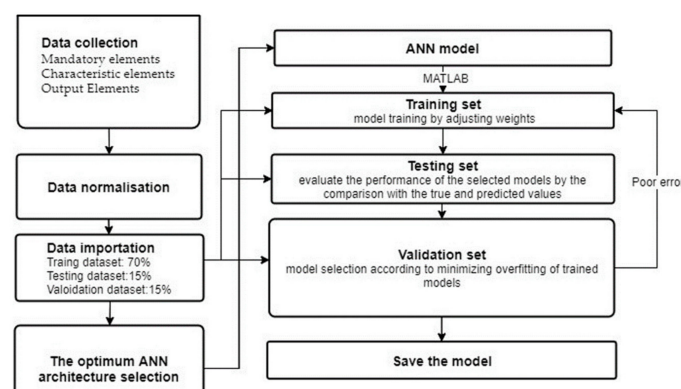 Data collection
Mandatory elements
Characteristic elements
Output Elements
Data normalisation
Data importation
Traing dataset: 70%
Testing dataset:15%
Valoidation dataset:15%
The optimum ANN
architecture selection
ANN model
MATLAB
Training set
model training by adjusting weights
Testing set
evaluate the performance of the selected models by the
comparison with the true and predicted values
Validation set
model selection according to minimizing overfitting of trained
models
Save the model
Poor erro